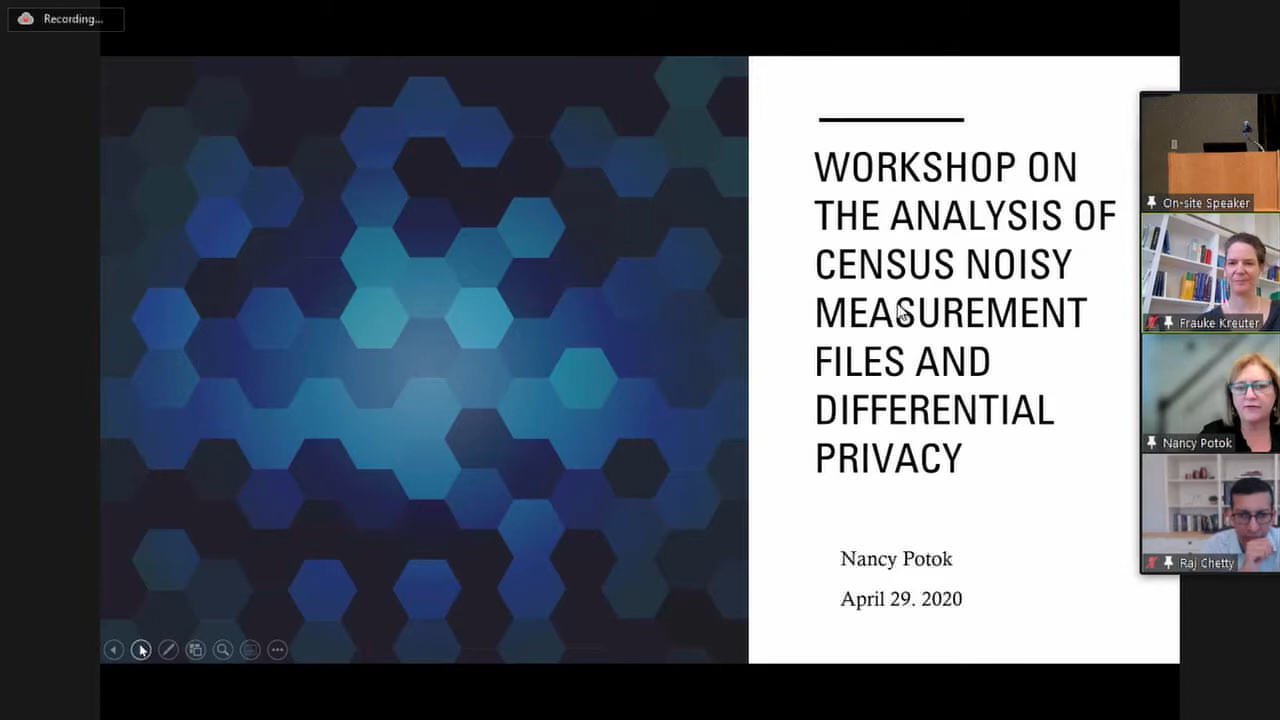 Recording...
WORKSHOP ON
THE ANALYSIS OF
CENSUS NOISY
MEASUREMENT
FILES AND
DIFFERENTIAL
PRIVACY
Nancy Potok
April 29. 2020
On-site Speaker
Frauke Kreuter
Nancy Potok
Raj Chetty